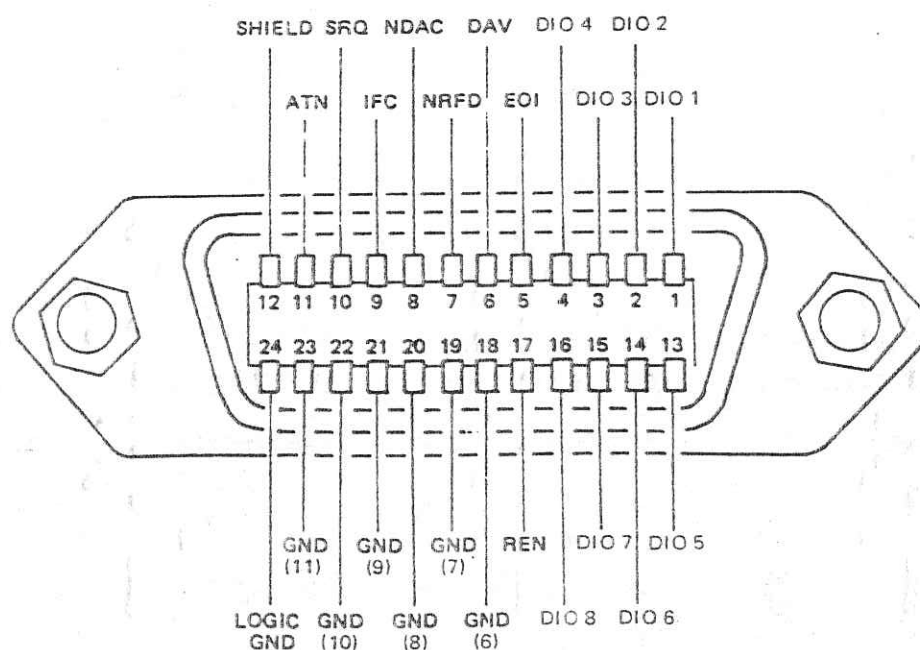 SHIELD SRQ NDAC DAV DIO 4 DIO 2
ATN IFC NRFD EOI DIO 3 DIO 1
12 11 10 9 8 7 6 5 4 3 2 1
24 23 22 21 20 19 18 17 16 15 14 13
GND GND GND REN DIO 7 DIO 5
(11) (9) (7)
LOGIC GND GND GND DIO 8 DIO 6
GND (10) (8) (6)